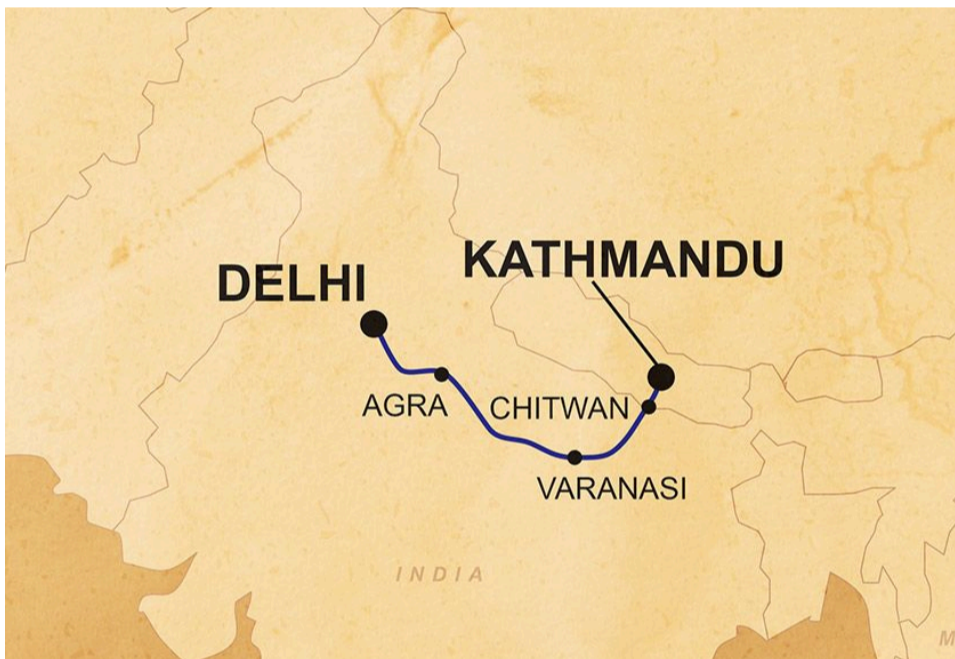 KATHMANDU
DELHI
AGRA
CHITWAN
VARANASI
INDIA
M